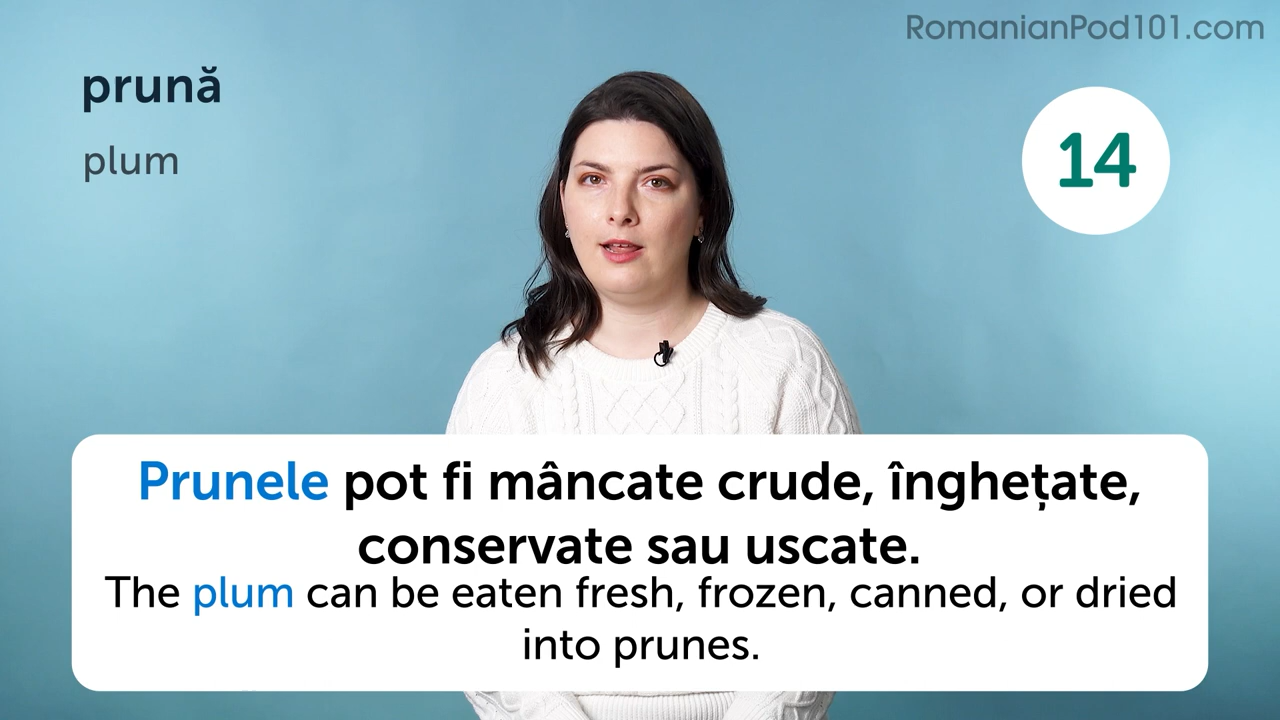 RomanianPod101.com
prună
plum
14
Prunele pot fi mâncate crude, înghețate,
conservate sau uscate.
The plum can be eaten fresh, frozen, canned, or dried
into prunes.